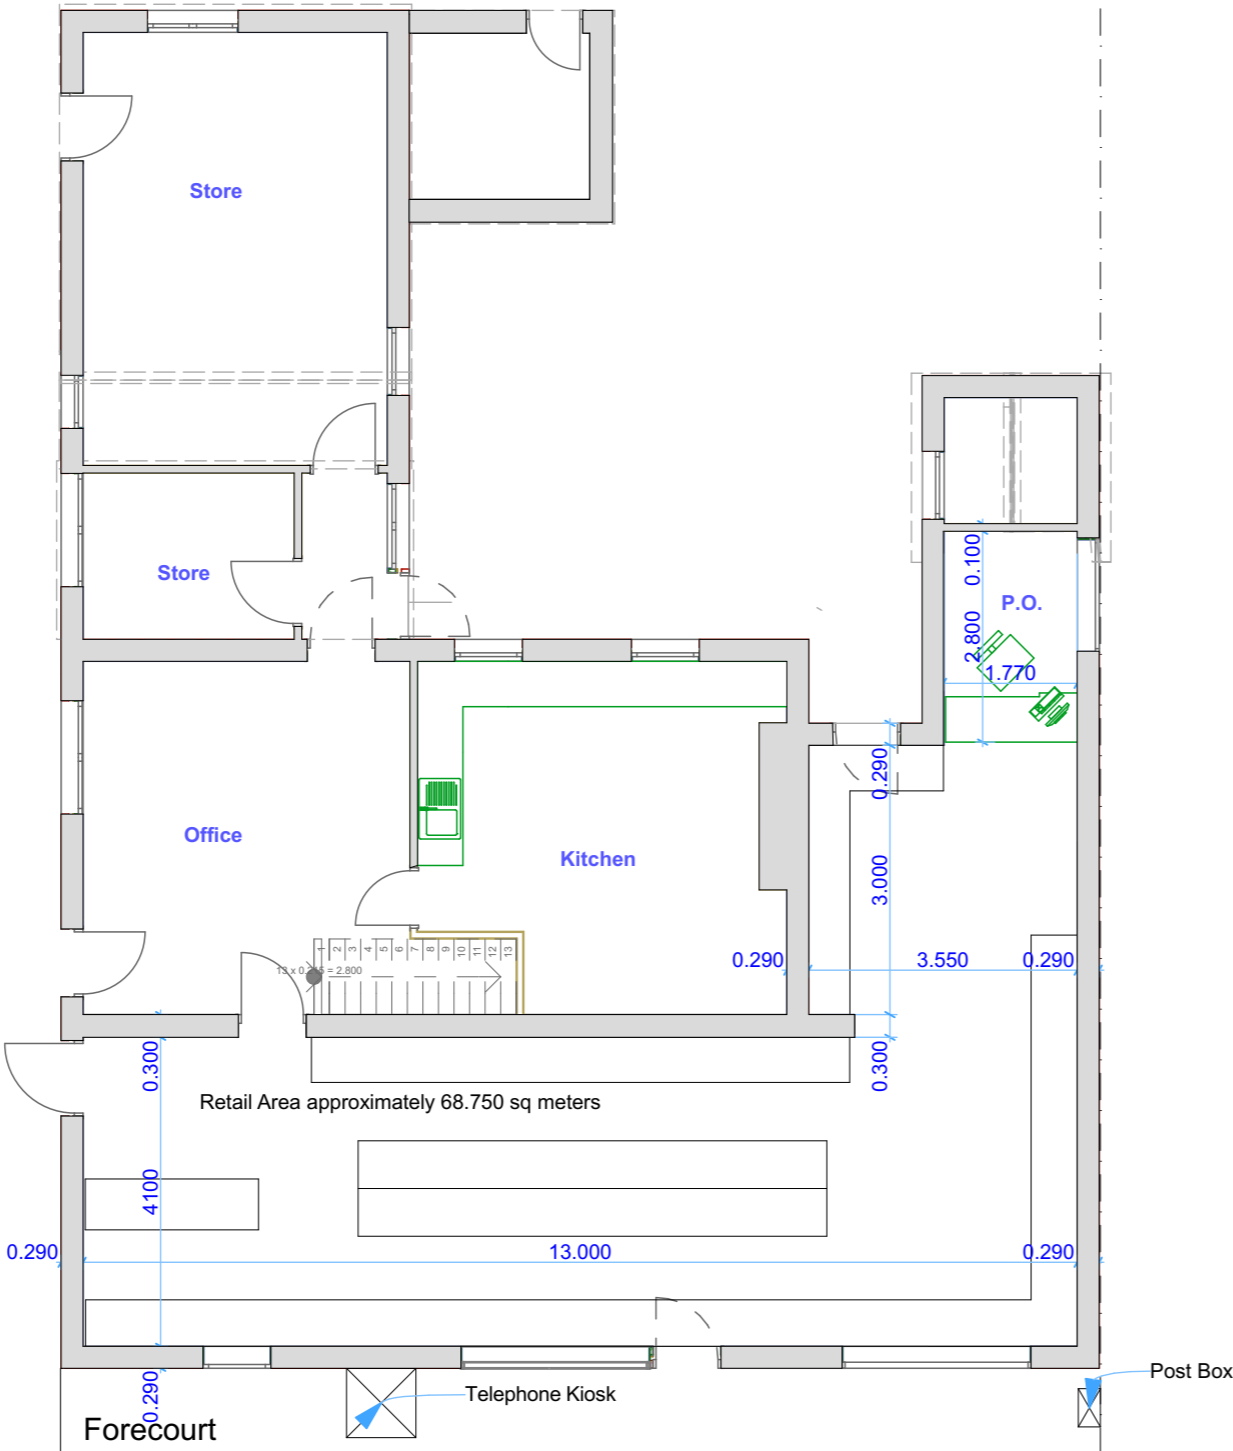 Store
Store
0.100
P.O.
2.800
1.770
0.290
Office
Kitchen
3.000
1 2 3 4 5 6 7 8 9 10 11 12 13
0.290
3.550
0.290
0.300
0.300
Retail Area approximately 68.750 sq meters
4100
0.290
13.000
0.290
0.290
Telephone Kiosk
Post Box
Forecourt